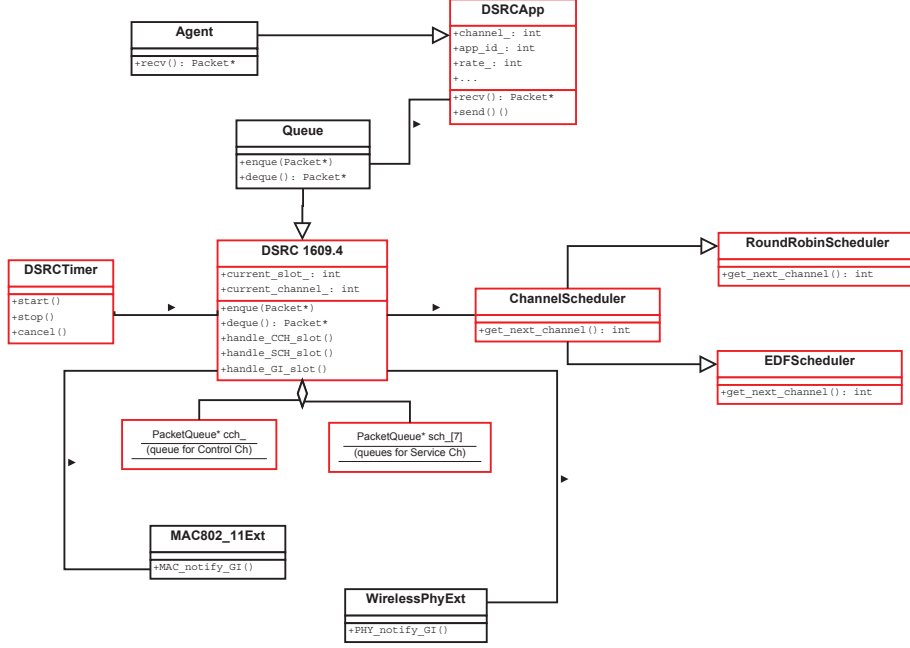 DSRCApp
+channel_: int
+app_id_: int
+rate_: int
+...
+recv(): Packet*
+send()()
Agent
+recv(): Packet*
Queue
+enque(Packet*)
+deque(): Packet*
DSRC 1609.4
+current_slot_: int
+current_channel_: int
+enque(Packet*)
+deque(): Packet*
+handle_CCH_slot()
+handle_SCH_slot()
+handle_GI_slot()
DSRCTimer
+start()
+stop()
+cancel()
ChannelScheduler
+get_next_channel(): int
RoundRobinScheduler
+get_next_channel(): int
EDFScheduler
+get_next_channel(): int
PacketQueue* cch_
(queue for Control Ch)
PacketQueue* sch_[7]
(queues for Service Ch)
MAC802_11Ext
+MAC_notify_GI()
WirelessPhyExt
+PHY_notify_GI()